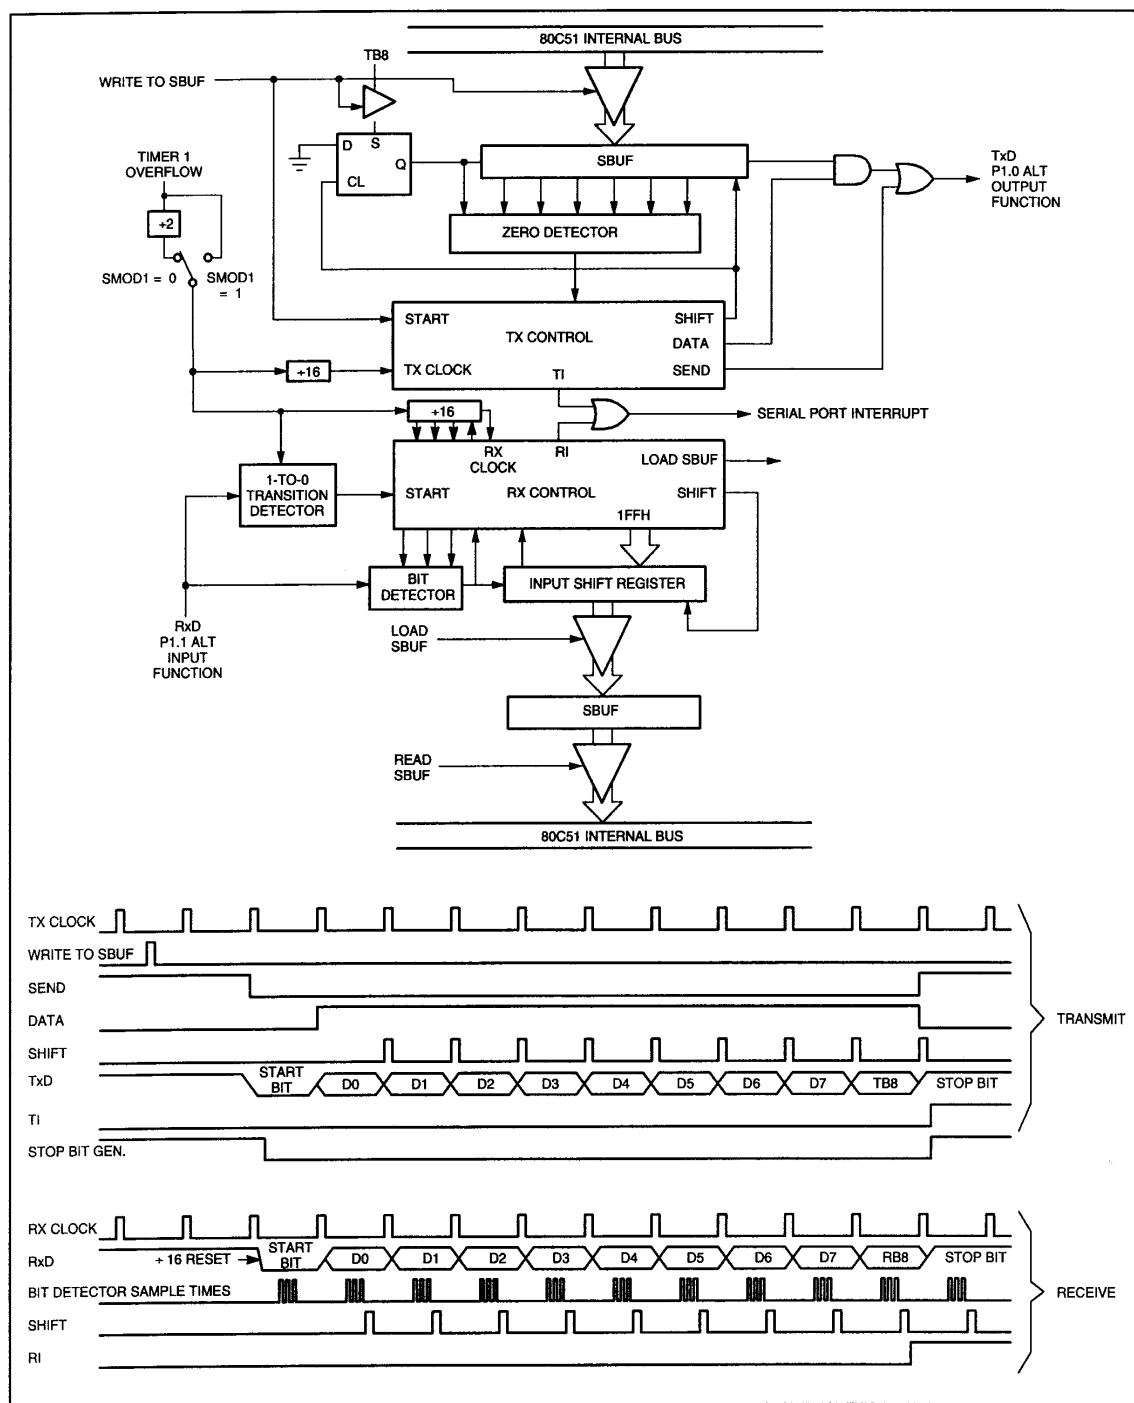 80C51 INTERNAL BUS
TB8
WRITE TO SBUF
D
S
Q
CL
SBUF
TxD
P1.0 ALT
OUTPUT
FUNCTION
TIMER 1
OVERFLOW
÷2
ZERO DETECTOR
SMOD1 = 0
SMOD1
= 1
START
SHIFT
TX CONTROL
DATA
TX CLOCK
TI
SEND
÷16
÷16
SERIAL PORT INTERRUPT
RX
CLOCK
RI
LOAD SBUF
1-TO-0
TRANSITION
DETECTOR
START
RX CONTROL
SHIFT
1FFH
BIT
DETECTOR
INPUT SHIFT REGISTER
RxD
P1.1 ALT
INPUT
FUNCTION
LOAD
SBUF
SBUF
READ
SBUF
80C51 INTERNAL BUS
TX CLOCK
WRITE TO SBUF
SEND
DATA
TRANSMIT
SHIFT
TxD
START
BIT
D0 D1 D2 D3 D4 D5 D6 D7 TB8 STOP BIT
TI
STOP BIT GEN.
RX CLOCK
RxD
÷ 16 RESET
START
BIT
D0 D1 D2 D3 D4 D5 D6 D7 RB8 STOP BIT
BIT DETECTOR SAMPLE TIMES
RECEIVE
SHIFT
RI